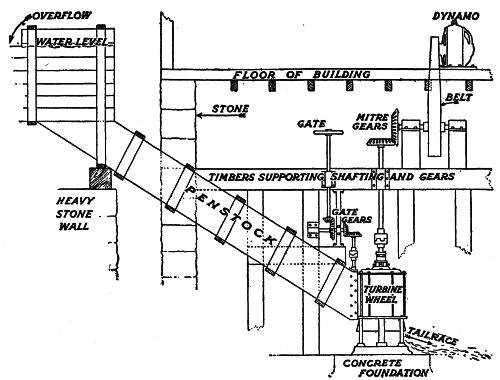 OVERFLOW
WATER LEVEL
DYNAMO
FLOOR OF BUILDING
STONE
BELT
GATE
MITRE
GEARS
TIMBERS SUPPORTING SHAFTING AND GEARS
PENSTOCK
HEAVY
STONE
WALL
GATE
GEARS
TURBINE
WHEEL
TAILRACE
CONCRETE
FOUNDATION